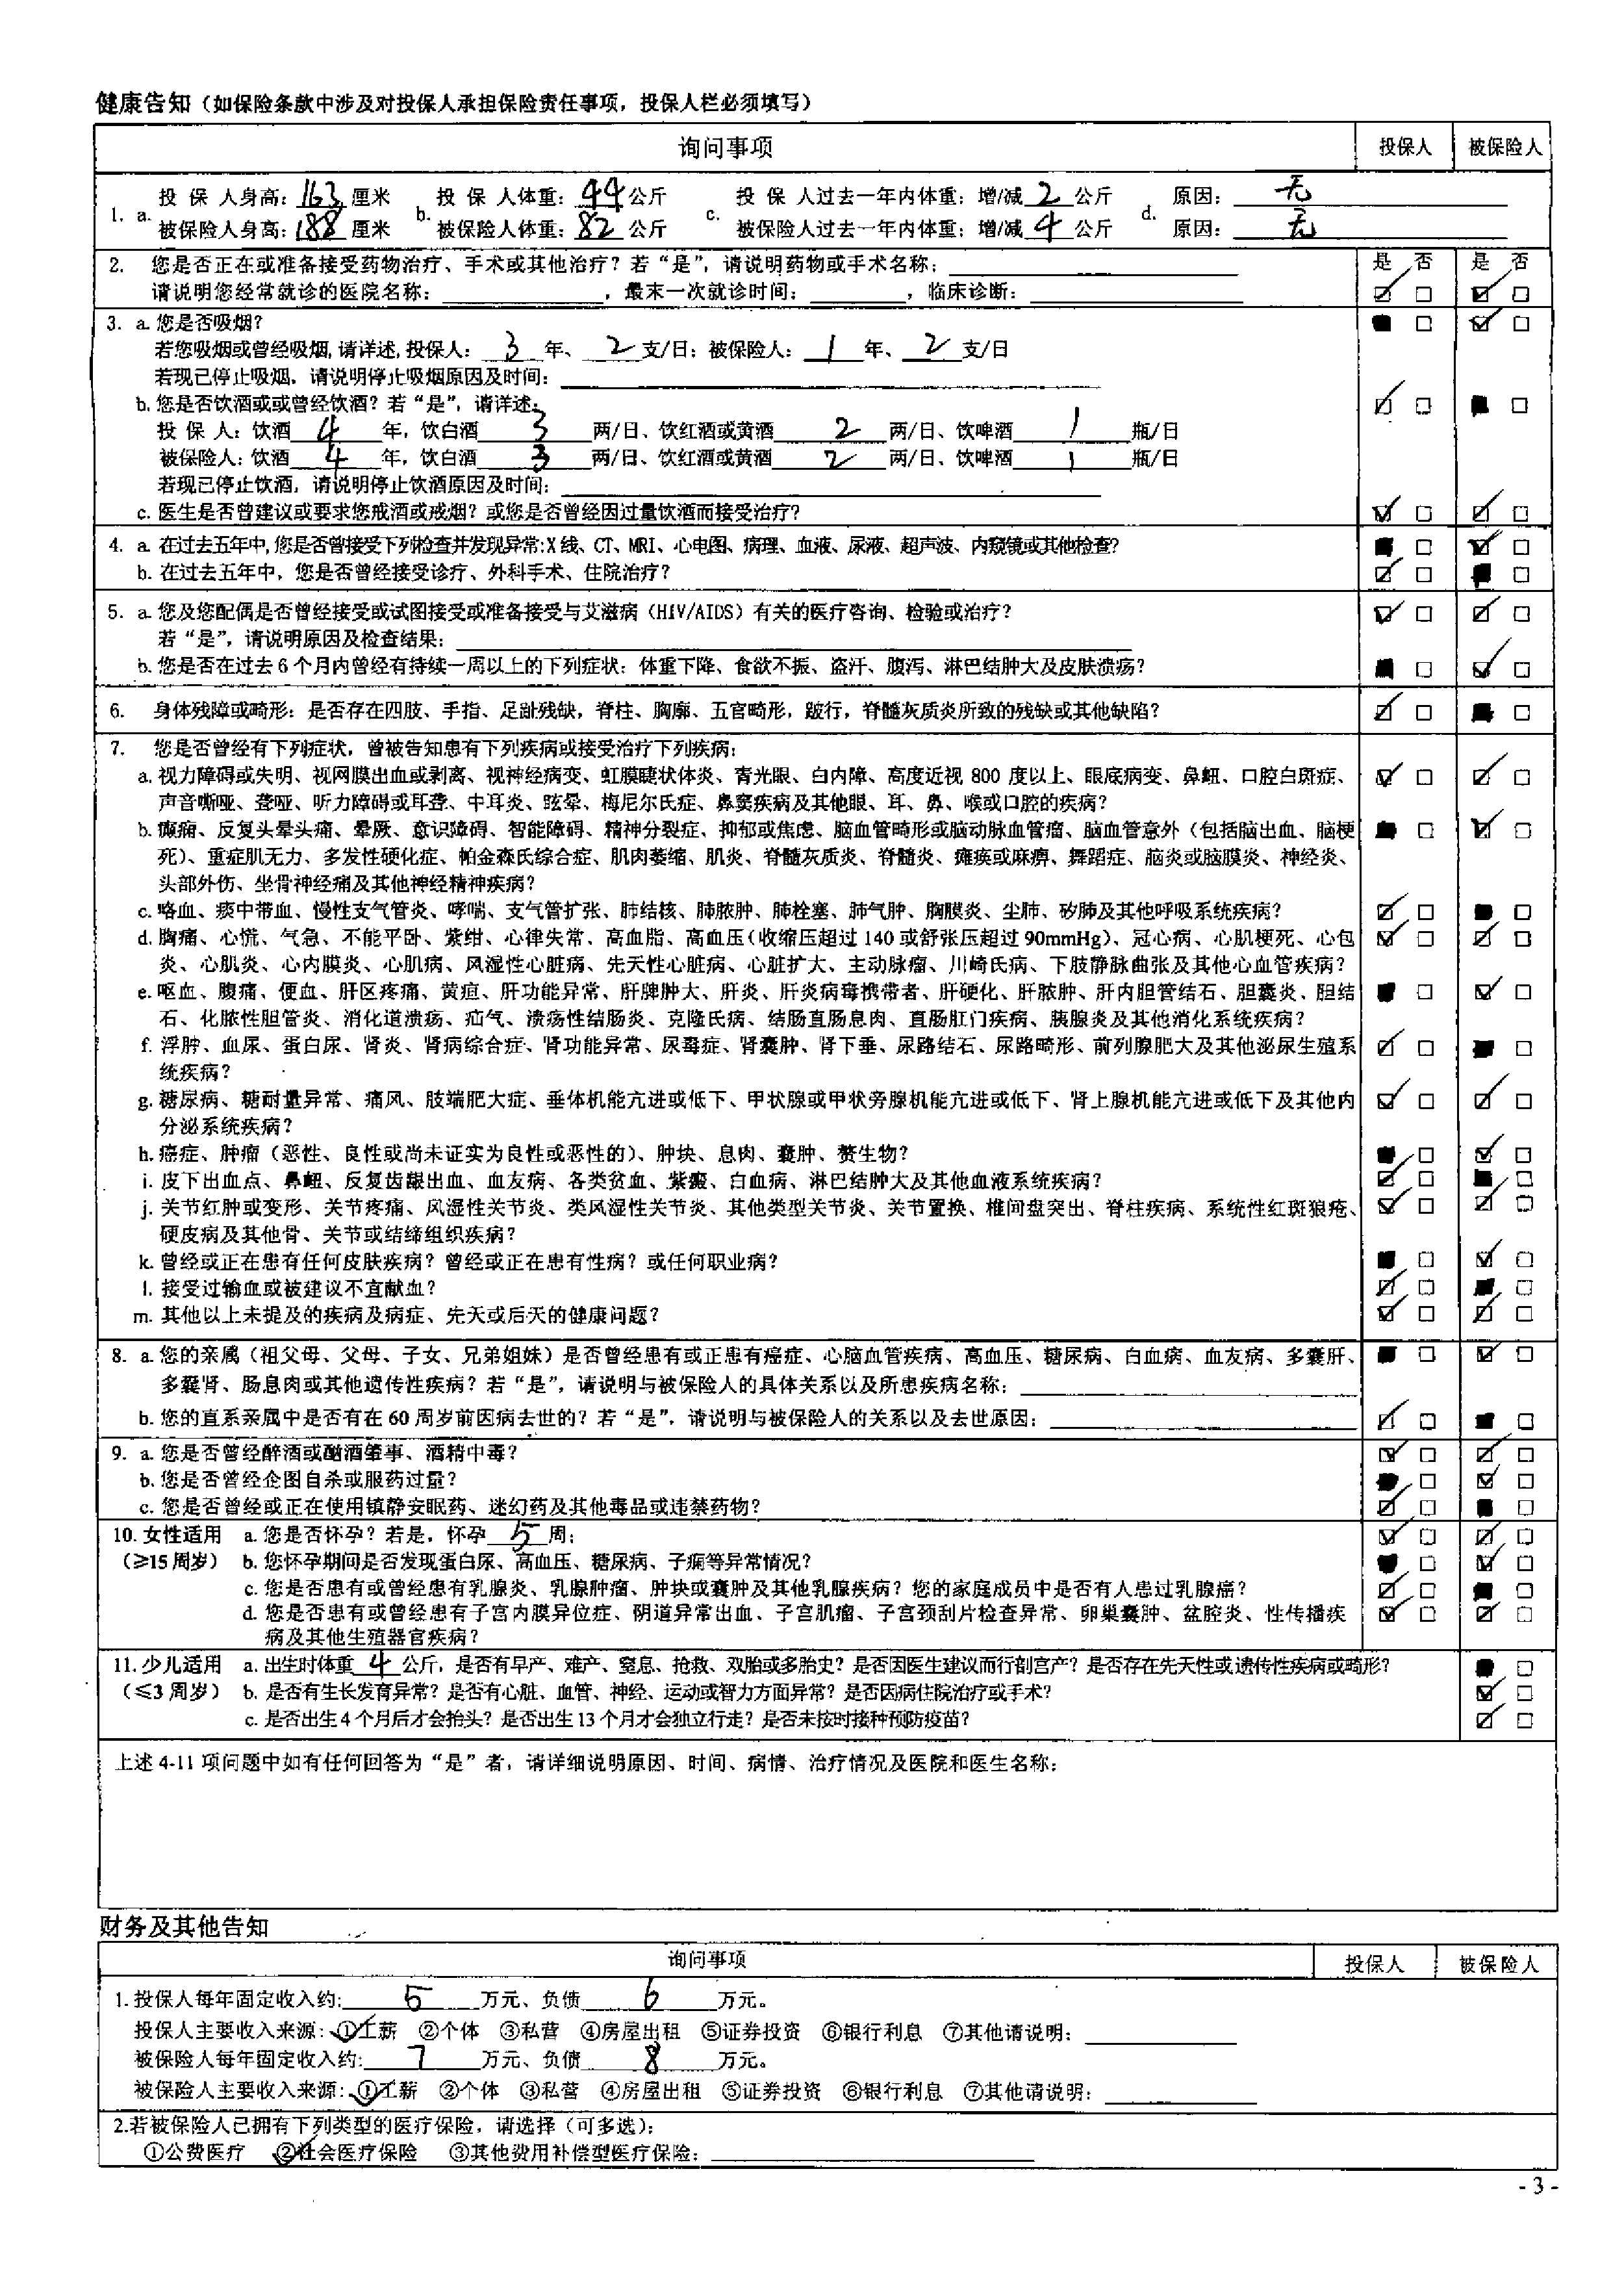 健康告知（如保险条款中涉及对投保人承担保险责任事项，投保人栏必须填写）
询问事项 投保人 被保险人
1. a. 投 保 人身高：163 厘米 b. 投 保 人体重：44 公斤 c. 投 保 人过去一年内体重：增/减 2 公斤 d. 原因：无
被保险人身高：188 厘米 被保险人体重：82 公斤 被保险人过去一年内体重：增/减 4 公斤 原因：无
2. 您是否正在或准备接受药物治疗、手术或其他治疗？若“是”，请说明药物或手术名称： 是 否 是 否
请说明您经常就诊的医院名称：，最末一次就诊时间：，临床诊断： ☑ □ ☑ □
3. a. 您是否吸烟？ ■ □ ☑ □
若您吸烟或曾经吸烟，请详述，投保人：3 年、2 支/日；被保险人：1 年、2 支/日
若现已停止吸烟，请说明停止吸烟原因及时间：
b. 您是否饮酒或或曾经饮酒？若“是”，请详述： ☑ □ ■ □
投 保 人：饮酒 4 年，饮白酒 3 两/日、饮红酒或黄酒 2 两/日、饮啤酒 1 瓶/日
被保险人：饮酒 4 年，饮白酒 3 两/日、饮红酒或黄酒 2 两/日、饮啤酒 1 瓶/日
若现已停止饮酒，请说明停止饮酒原因及时间：
c. 医生是否曾建议或要求您戒酒或戒烟？或您是否曾经因过量饮酒而接受治疗？ ☑ □ ☑ □
4. a. 在过去五年中，您是否曾接受下列检查并发现异常：X线、CT、MRI、心电图、病理、血液、尿液、超声波、内窥镜或其他检查？ ■ □ ☑ □
b. 在过去五年中，您是否曾经接受诊疗、外科手术、住院治疗？ ☑ □ ■ □
5. a. 您及您配偶是否曾经接受或试图接受或准备接受与艾滋病（HIV/AIDS）有关的医疗咨询、检验或治疗？ ☑ □ ☑ □
若“是”，请说明原因及检查结果：
b. 您是否在过去 6 个月内曾经有持续一周以上的下列症状：体重下降、食欲不振、盗汗、腹泻、淋巴结肿大及皮肤溃疡？ ■ □ ☑ □
6. 身体残障或畸形：是否存在四肢、手指、足趾残缺，脊柱、胸廓、五官畸形，跛行，脊髓灰质炎所致的残缺或其他缺陷？ ☑ □ ■ □
7. 您是否曾经有下列症状，曾被告知患有下列疾病或接受治疗下列疾病：
a. 视力障碍或失明、视网膜出血或剥离、视神经病变、虹膜睫状体炎、青光眼、白内障、高度近视 800 度以上、眼底病变、鼻衄、口腔白斑症、 ☑ □ ☑ □
声音嘶哑、聋哑、听力障碍或耳聋、中耳炎、眩晕、梅尼尔氏症、鼻窦疾病及其他眼、耳、鼻、喉或口腔的疾病？
b. 癫痫、反复头晕头痛、晕厥、意识障碍、智能障碍、精神分裂症、抑郁或焦虑、脑血管畸形或脑动脉血管瘤、脑血管意外（包括脑出血、脑梗 ■ □ ☑ □
死）、重症肌无力、多发性硬化症、帕金森氏综合症、肌肉萎缩、肌炎、脊髓灰质炎、脊髓炎、瘫痪或麻痹、舞蹈症、脑炎或脑膜炎、神经炎、
头部外伤、坐骨神经痛及其他神经精神疾病？
c. 咯血、痰中带血、慢性支气管炎、哮喘、支气管扩张、肺结核、肺脓肿、肺栓塞、肺气肿、胸膜炎、尘肺、矽肺及其他呼吸系统疾病？ ☑ □ ■ □
d. 胸痛、心慌、气急、不能平卧、紫绀、心律失常、高血脂、高血压（收缩压超过 140 或舒张压超过 90mmHg）、冠心病、心肌梗死、心包 ☑ □ ☑ □
炎、心肌炎、心内膜炎、心肌病、风湿性心脏病、先天性心脏病、心脏扩大、主动脉瘤、川崎氏病、下肢静脉曲张及其他心血管疾病？
e. 呕血、腹痛、便血、肝区疼痛、黄疸、肝功能异常、肝脾肿大、肝炎、肝炎病毒携带者、肝硬化、肝脓肿、肝内胆管结石、胆囊炎、胆结 ■ □ ☑ □
石、化脓性胆管炎、消化道溃疡、疝气、溃疡性结肠炎、克隆氏病、结肠直肠息肉、直肠肛门疾病、胰腺炎及其他消化系统疾病？
f. 浮肿、血尿、蛋白尿、肾炎、肾病综合症、肾功能异常、尿毒症、肾囊肿、肾下垂、尿路结石、尿路畸形、前列腺肥大及其他泌尿生殖系 ☑ □ ■ □
统疾病？
g. 糖尿病、糖耐量异常、痛风、肢端肥大症、垂体机能亢进或低下、甲状腺或甲状旁腺机能亢进或低下、肾上腺机能亢进或低下及其他内 ☑ □ ☑ □
分泌系统疾病？
h. 癌症、肿瘤（恶性、良性或尚未证实为良性或恶性的）、肿块、息肉、囊肿、赘生物？ ■ □ ☑ □
i. 皮下出血点、鼻衄、反复齿龈出血、血友病、各类贫血、紫癜、白血病、淋巴结肿大及其他血液系统疾病？ ☑ □ ■ □
j. 关节红肿或变形、关节疼痛、风湿性关节炎、类风湿性关节炎、其他类型关节炎、关节置换、椎间盘突出、脊柱疾病、系统性红斑狼疮、 ☑ □ ☑ □
硬皮病及其他骨、关节或结缔组织疾病？
k. 曾经或正在患有任何皮肤疾病？曾经或正在患有性病？或任何职业病？ ■ □ ☑ □
l. 接受过输血或被建议不宜献血？ ☑ □ ■ □
m. 其他以上未提及的疾病及病症、先天或后天的健康问题？ ☑ □ ☑ □
8. a. 您的亲属（祖父母、父母、子女、兄弟姐妹）是否曾经患有或正患有癌症、心脑血管疾病、高血压、糖尿病、白血病、血友病、多囊肝、 ■ □ ☑ □
多囊肾、肠息肉或其他遗传性疾病？若“是”，请说明与被保险人的具体关系以及所患疾病名称：
b. 您的直系亲属中是否有在 60 周岁前因病去世的？若“是”，请说明与被保险人的关系以及去世原因： ☑ □ ■ □
9. a. 您是否曾经醉酒或酗酒肇事、酒精中毒？ ☑ □ ☑ □
b. 您是否曾经企图自杀或服药过量？ ■ □ ☑ □
c. 您是否曾经或正在使用镇静安眠药、迷幻药及其他毒品或违禁药物？ ☑ □ ■ □
10. 女性适用 a. 您是否怀孕？若是，怀孕 5 周； ☑ □ ☑ □
（≥15 周岁） b. 您怀孕期间是否发现蛋白尿、高血压、糖尿病、子痫等异常情况？ ■ □ ☑ □
c. 您是否患有或曾经患有乳腺炎、乳腺肿瘤、肿块或囊肿及其他乳腺疾病？您的家庭成员中是否有人患过乳腺癌？ ☑ □ ■ □
d. 您是否患有或曾经患有子宫内膜异位症、阴道异常出血、子宫肌瘤、子宫颈刮片检查异常、卵巢囊肿、盆腔炎、性传播疾 ☑ □ ☑ □
病及其他生殖器官疾病？
11. 少儿适用 a. 出生时体重 4 公斤，是否有早产、难产、窒息、抢救、双胎或多胎史？是否因医生建议而行剖宫产？是否存在先天性或遗传性疾病或畸形？ ■ □
（≤3 周岁） b. 是否有生长发育异常？是否有心脏、血管、神经、运动或智力方面异常？是否因病住院治疗或手术？ ☑ □
c. 是否出生 4 个月后才会抬头？是否出生 13 个月才会独立行走？是否未按时接种预防疫苗？ ☑ □
上述 4-11 项问题中如有任何回答为“是”者，请详细说明原因、时间、病情、治疗情况及医院和医生名称：
财务及其他告知
询问事项 投保人 被保险人
1. 投保人每年固定收入约：5 万元、负债 6 万元。
投保人主要收入来源：①工薪 ②个体 ③私营 ④房屋出租 ⑤证券投资 ⑥银行利息 ⑦其他请说明：
被保险人每年固定收入约：7 万元、负债 8 万元。
被保险人主要收入来源：①工薪 ②个体 ③私营 ④房屋出租 ⑤证券投资 ⑥银行利息 ⑦其他请说明：
2.若被保险人已拥有下列类型的医疗保险，请选择（可多选）：
①公费医疗 ②社会医疗保险 ③其他费用补偿型医疗保险：
- 3 -